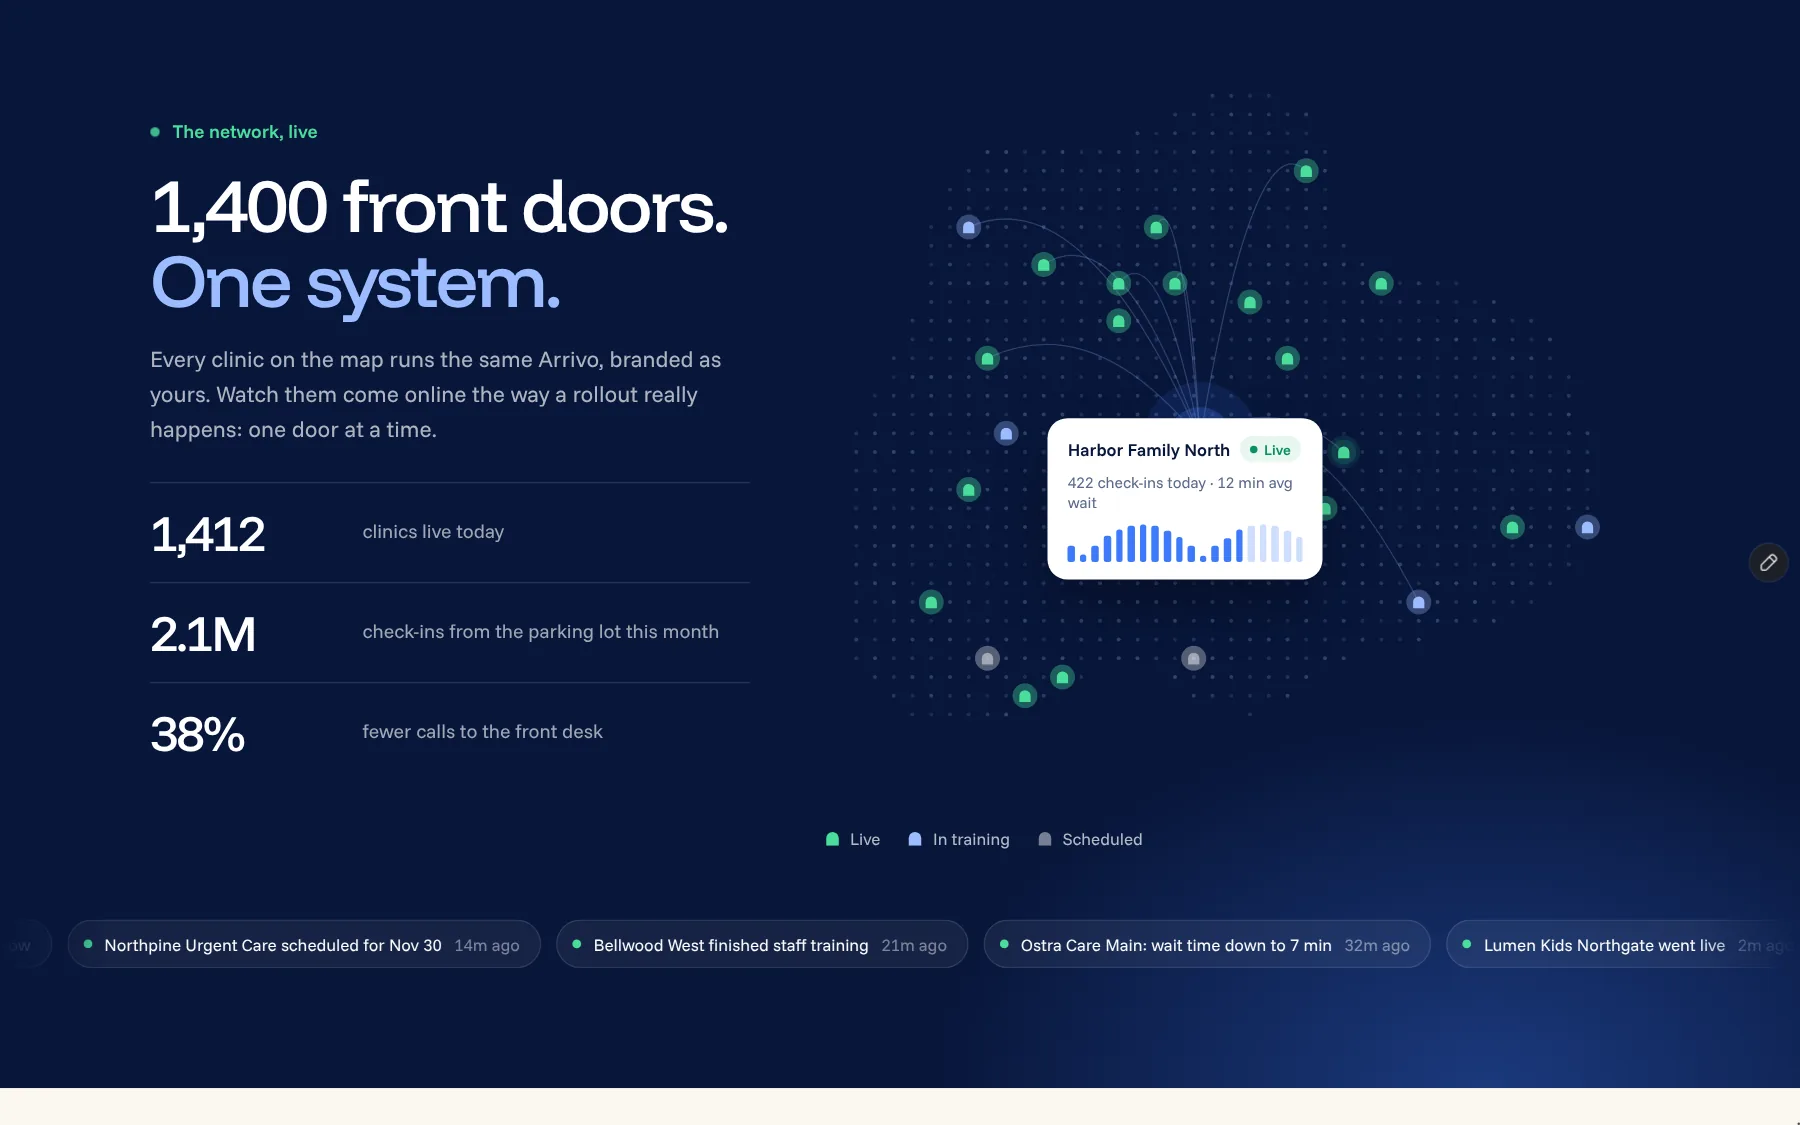 The network, live
1,400 front doors.
One system.
Every clinic on the map runs the same Arrivo, branded as
yours. Watch them come online the way a rollout really
happens: one door at a time.
1,412 clinics live today
2.1M check-ins from the parking lot this month
38% fewer calls to the front desk
Harbor Family North Live
422 check-ins today · 12 min avg
wait
Live In training Scheduled
Northpine Urgent Care scheduled for Nov 30 14m ago
Bellwood West finished staff training 21m ago
Ostra Care Main: wait time down to 7 min 32m ago
Lumen Kids Northgate went live 2m ago